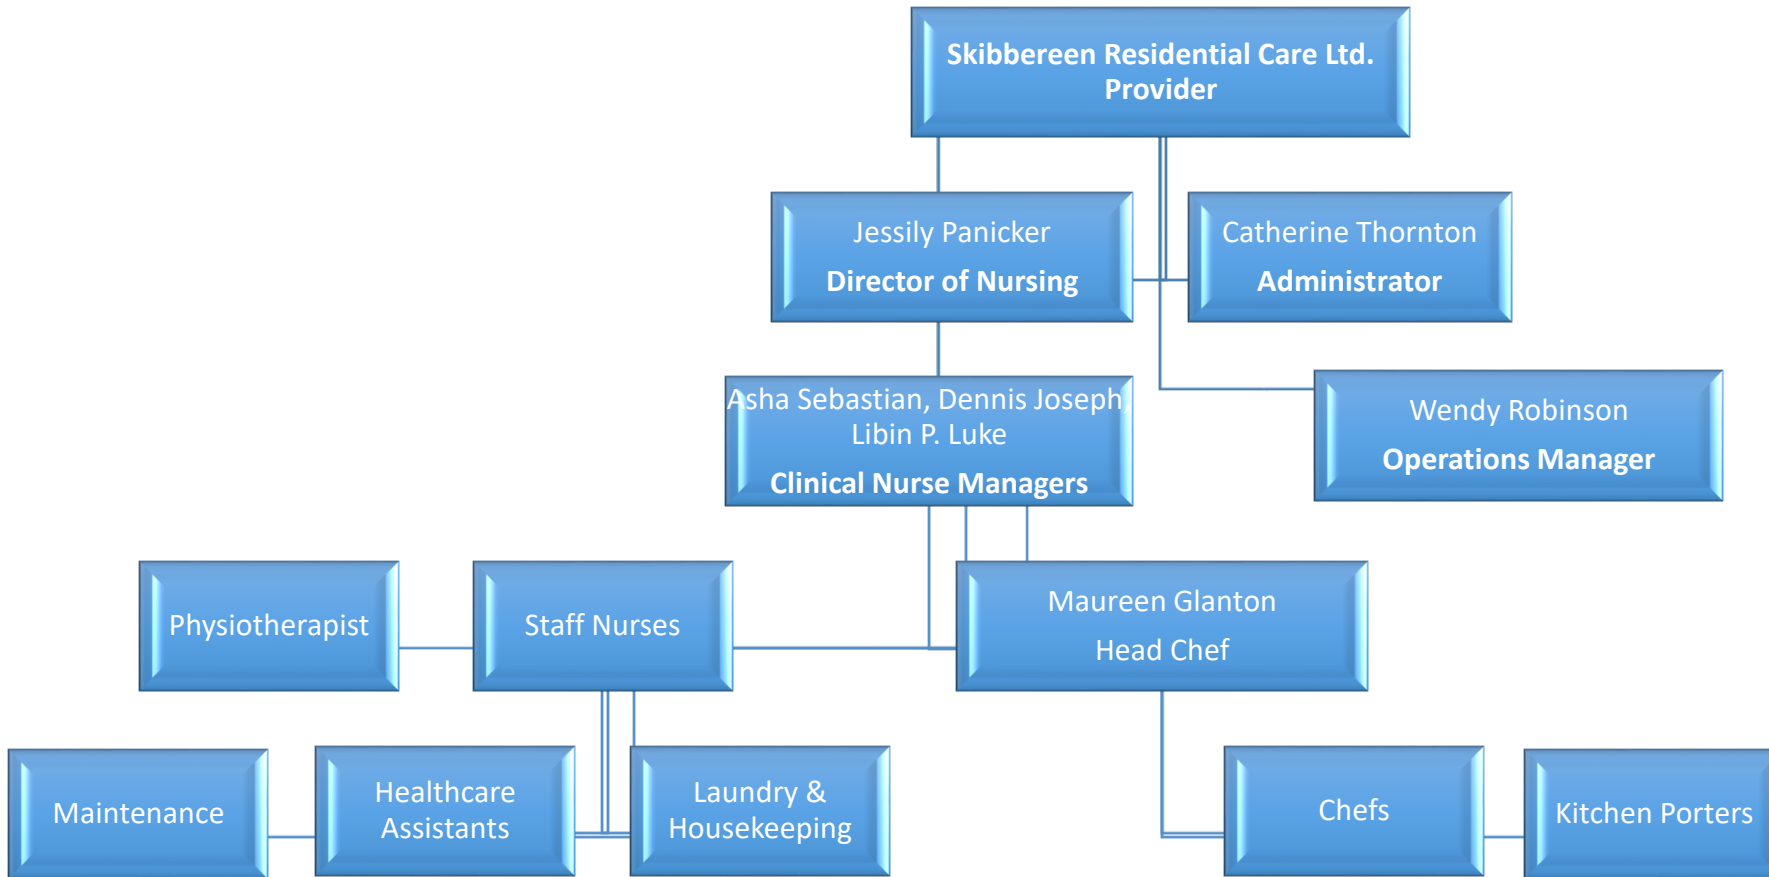 Skibbereen Residential Care Ltd.
Provider
Jessily Panicker
Director of Nursing
Catherine Thornton
Administrator
Asha Sebastian, Dennis Joseph,
Libin P. Luke
Clinical Nurse Managers
Wendy Robinson
Operations Manager
Physiotherapist
Staff Nurses
Maureen Glanton
Head Chef
Maintenance
Healthcare
Assistants
Laundry &
Housekeeping
Chefs
Kitchen Porters